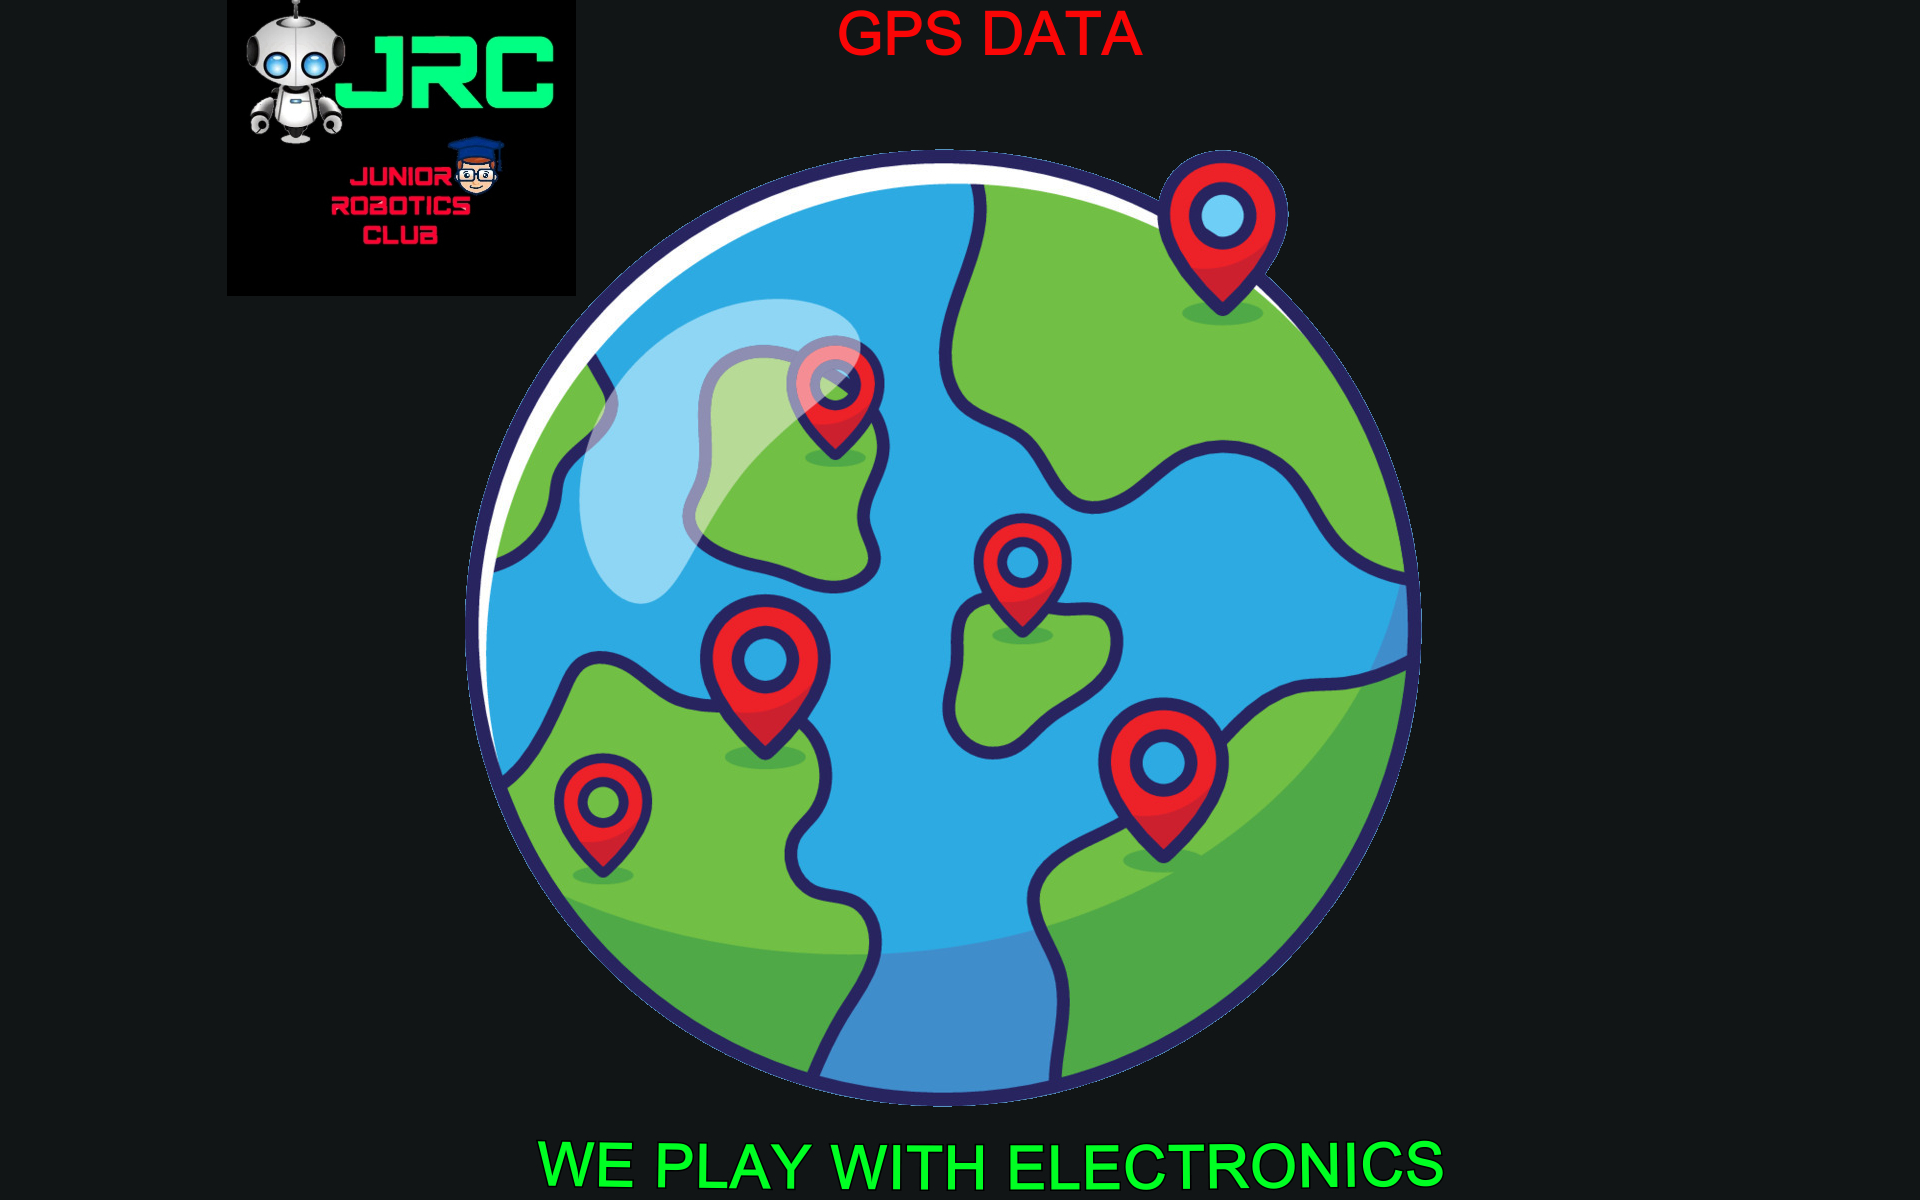 GPS DATA
JRC
JUNIOR
ROBOTICS
CLUB
WE PLAY WITH ELECTRONICS